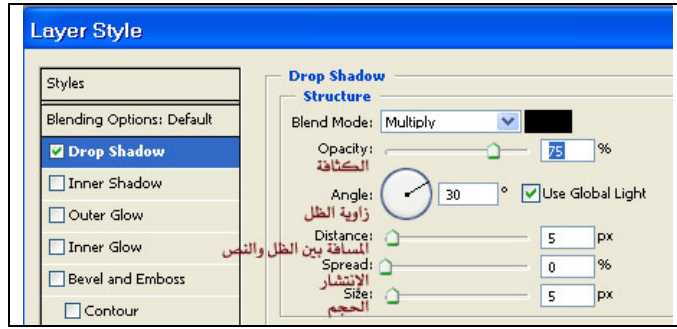 Layer Style
Styles
Blending Options: Default
Drop Shadow
Inner Shadow
Outer Glow
Inner Glow
Bevel and Emboss
Contour
Drop Shadow
Structure
Blend Mode: Multiply
Opacity: 75 %
الكثافة
Angle: 30 ° Use Global Light
زاوية الظل
Distance: 5 px
المسافة بين الظل والنص
Spread: 0 %
الإنتشار
Size: 5 px
الحجم